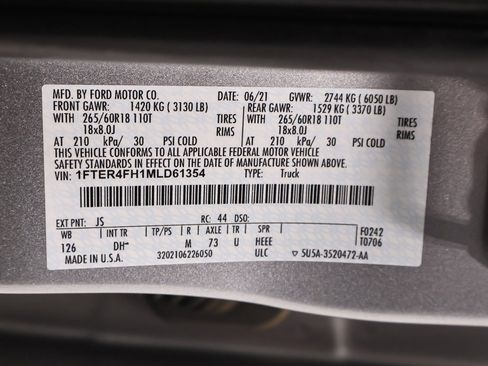 MFD. BY FORD MOTOR CO. DATE: 06/21 GVWR: 2744 KG ( 6050 LB)
FRONT GAWR: 1420 KG ( 3130 LB) REAR GAWR: 1529 KG ( 3370 LB)
WITH 265/60R18 110T TIRES WITH 265/60R18 110T TIRES
18x8.0J RIMS 18x8.0J RIMS
AT 210 kPa/ 30 PSI COLD AT 210 kPa/ 30 PSI COLD
THIS VEHICLE CONFORMS TO ALL APPLICABLE FEDERAL MOTOR VEHICLE
SAFETY STANDARDS IN EFFECT ON THE DATE OF MANUFACTURE SHOWN ABOVE.
VIN: 1FTER4FH1MLD61354 TYPE: Truck
EXT PNT: JS RC: 44 DSO:
WB INT TR TP/PS R AXLE TR SPR F0242
126 DH M 73 U HEEE T0706
MADE IN U.S.A. 3202106226050 ULC ▽ 5U5A-3520472-AA